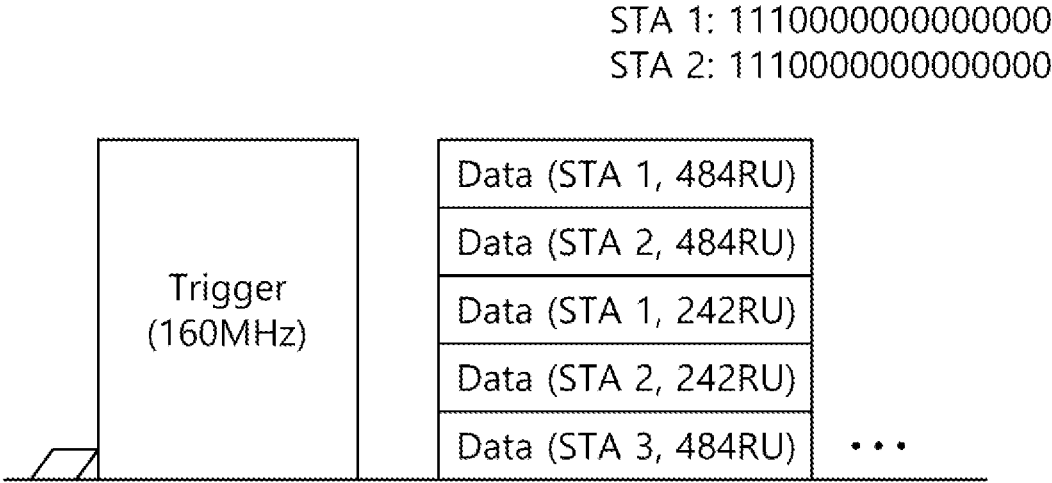 STA 1: 1110000000000000
STA 2: 1110000000000000
Trigger
(160MHz)
Data (STA 1, 484RU)
Data (STA 2, 484RU)
Data (STA 1, 242RU)
Data (STA 2, 242RU)
Data (STA 3, 484RU)
•••